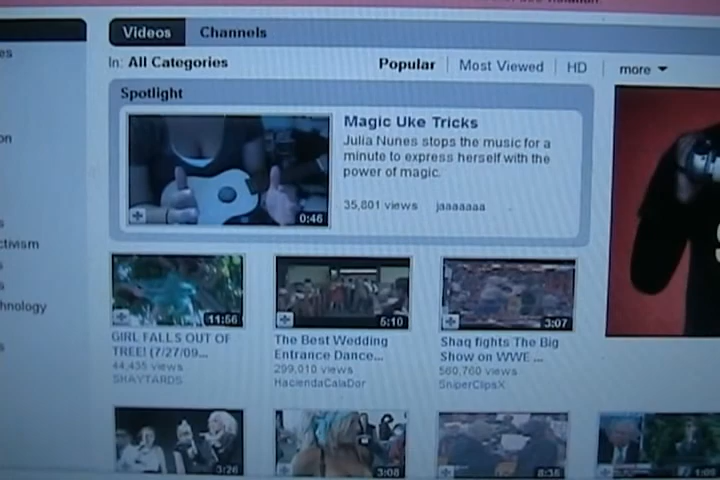 Videos Channels
es
In: All Categories Popular Most Viewed HD more
Spotlight
on
Magic Uke Tricks
Julia Nunes stops the music for a
minute to express herself with the
power of magic.
35,801 views jaaaaaaa
0:46
s
ctivism
s
s
hnology
s
11:56 5:10 3:07
GIRL FALLS OUT OF
TREE! (7/27/09...
44,435 views
SHAYTARDS
The Best Wedding
Entrance Dance...
299,010 views
HaciendaCalaDor
Shaq fights The Big
Show on WWE ...
560,760 views
SniperClipsX
3:26 3:08 8:36